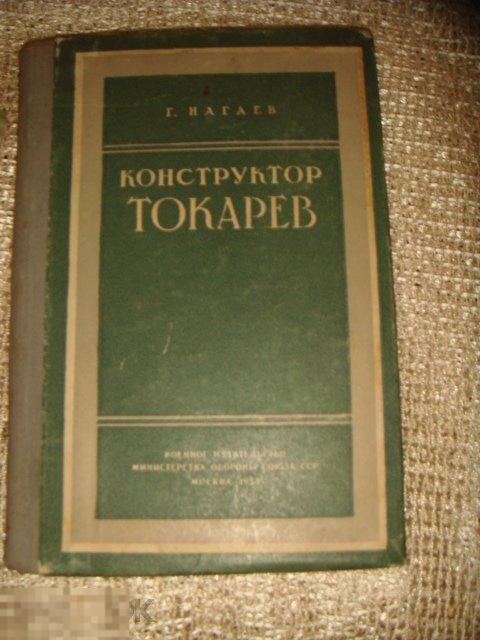 Г. НАГАЕВ
КОНСТРУКТОР
ТОКАРЕВ
ВОЕННОЕ ИЗДАТЕЛЬСТВО
МИНИСТЕРСТВА ОБОРОНЫ СОЮЗА ССР
МОСКВА